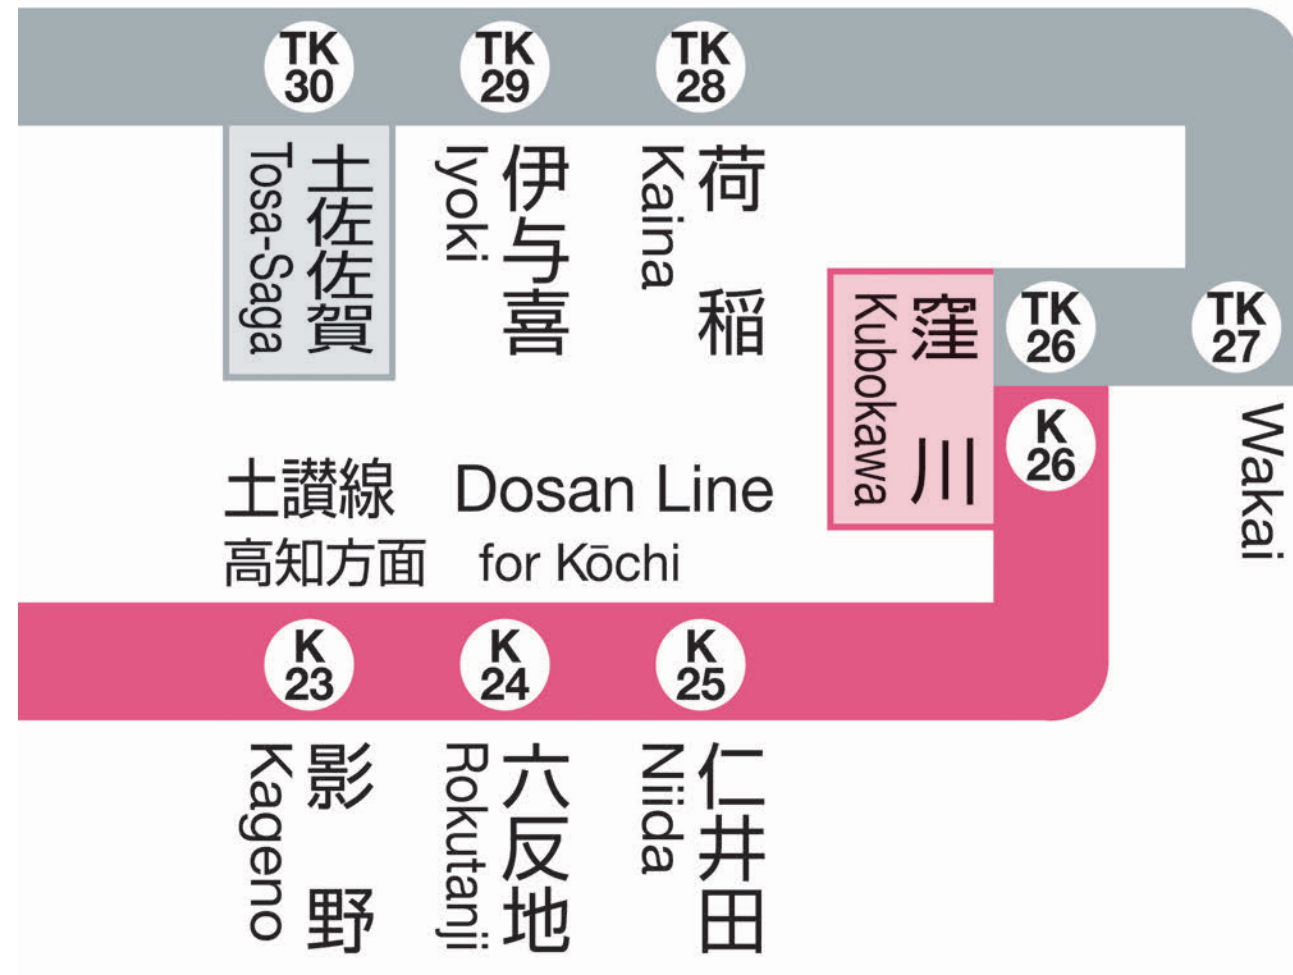 TK
30
TK
29
TK
28
土佐佐賀
Tosa-Saga
伊与喜
Iyoki
荷稲
Kaina
窪川
Kubokawa
TK
26
TK
27
K
26
Wakai
土讃線 Dosan Line
高知方面 for Kōchi
K
23
K
24
K
25
影野
Kageno
六反地
Rokutanji
仁井田
Niida